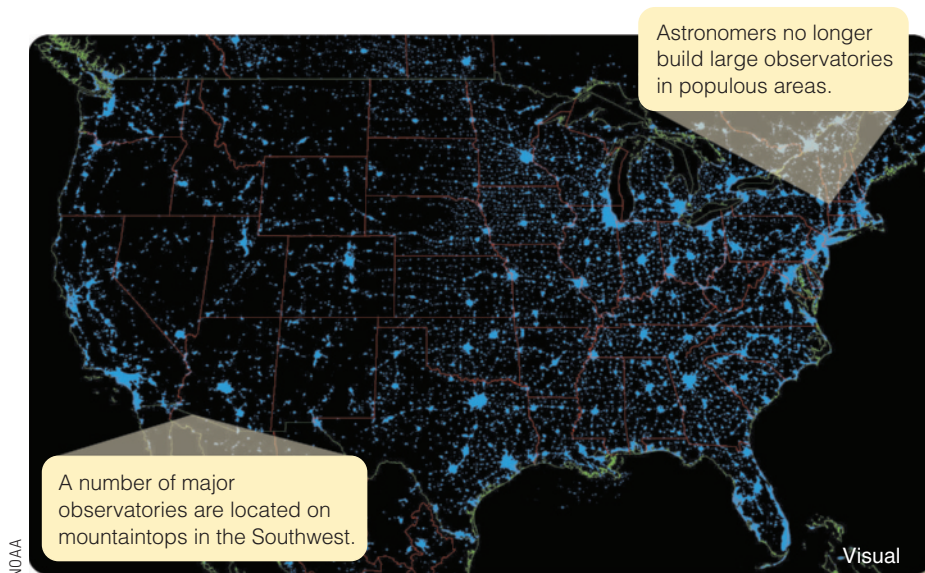 Astronomers no longer
build large observatories
in populous areas.
A number of major
observatories are located on
mountaintops in the Southwest.
NOAA
Visual